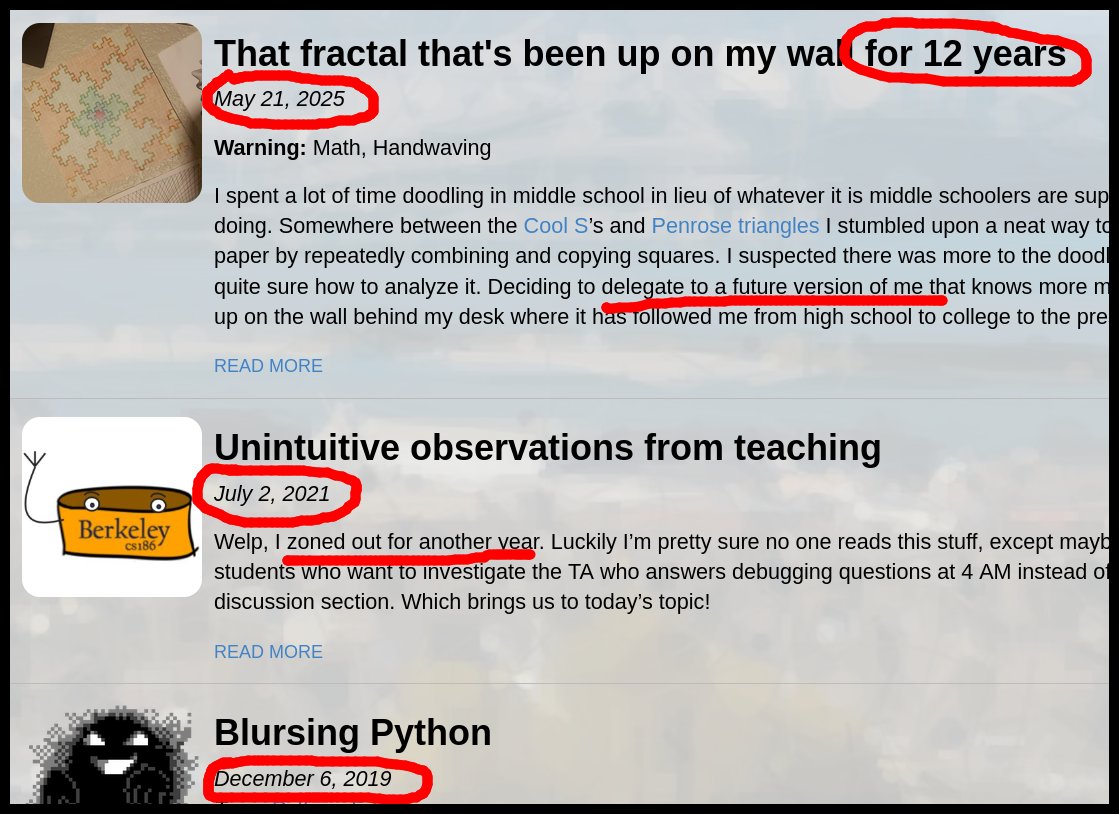 That fractal that's been up on my wall for 12 years
May 21, 2025
Warning: Math, Handwaving
I spent a lot of time doodling in middle school in lieu of whatever it is middle schoolers are sup
doing. Somewhere between the Cool S’s and Penrose triangles I stumbled upon a neat way to
paper by repeatedly combining and copying squares. I suspected there was more to the doodl
quite sure how to analyze it. Deciding to delegate to a future version of me that knows more m
up on the wall behind my desk where it has followed me from high school to college to the pre
READ MORE
Unintuitive observations from teaching
July 2, 2021
Berkeley
cs186
Welp, I zoned out for another year. Luckily I’m pretty sure no one reads this stuff, except mayb
students who want to investigate the TA who answers debugging questions at 4 AM instead of
discussion section. Which brings us to today’s topic!
READ MORE
Blursing Python
December 6, 2019